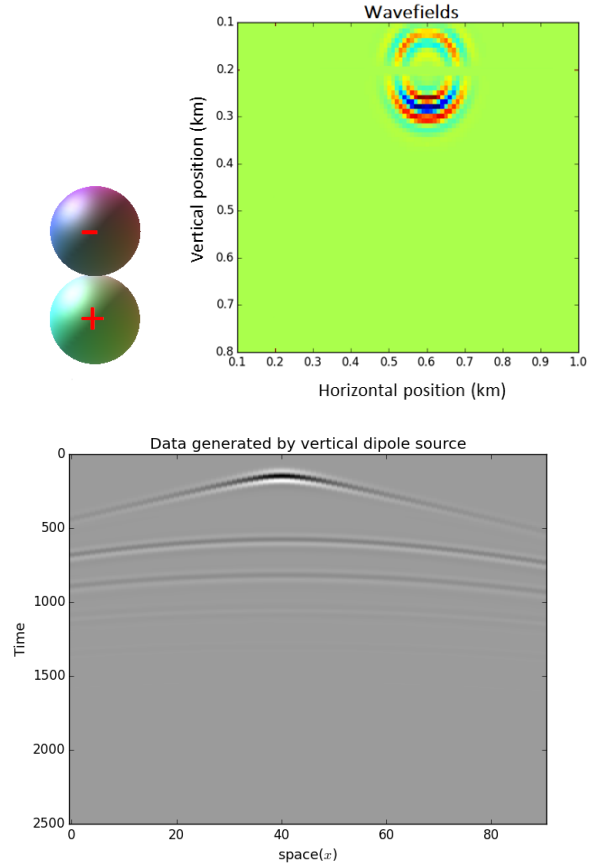 Wavefields
0.1
0.2
0.3
0.4
0.5
0.6
0.7
0.8
Vertical position (km)
0.1 0.2 0.3 0.4 0.5 0.6 0.7 0.8 0.9 1.0
Horizontal position (km)
-
+
Data generated by vertical dipole source
0
500
1000
1500
2000
2500
Time
0 20 40 60 80
space(x)